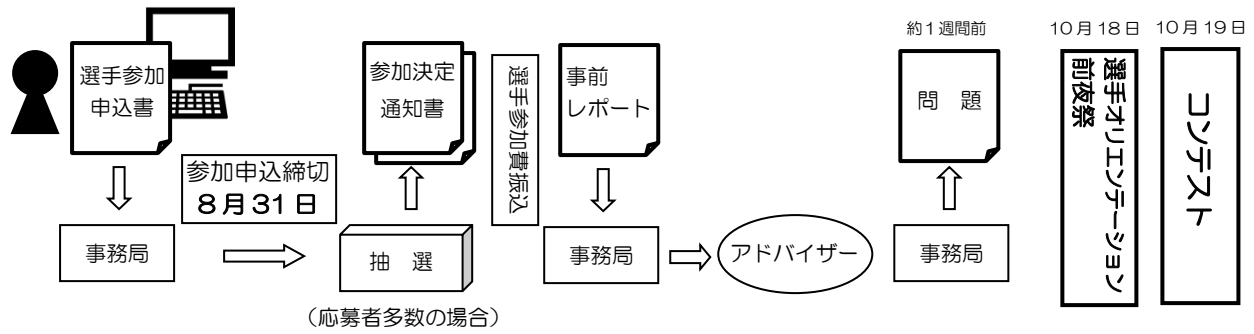 選手参加
申込書
事務局
参加申込締切
8月31日
抽 選
(応募者多数の場合)
参加決定
通知書
選手参加費振込
事前
レポート
事務局
アドバイザー
事務局
約1週間前
問 題
10月18日
選手オリエンテーション
前夜祭
10月19日
コンテスト